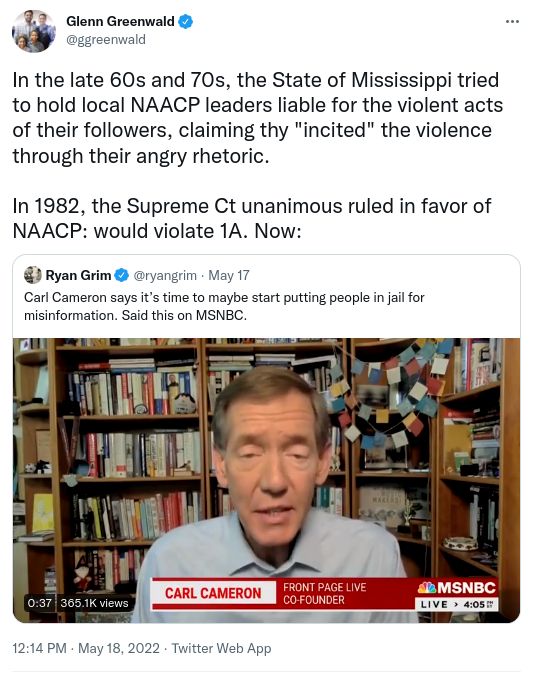 Glenn Greenwald
@ggreenwald
In the late 60s and 70s, the State of Mississippi tried
to hold local NAACP leaders liable for the violent acts
of their followers, claiming thy "incited" the violence
through their angry rhetoric.
In 1982, the Supreme Ct unanimous ruled in favor of
NAACP: would violate 1A. Now:
Ryan Grim @ryangrim · May 17
Carl Cameron says it's time to maybe start putting people in jail for
misinformation. Said this on MSNBC.
CARL CAMERON
FRONT PAGE LIVE
CO-FOUNDER
MSNBC
LIVE > 4:05
0:37 365.1K views
12:14 PM · May 18, 2022 · Twitter Web App